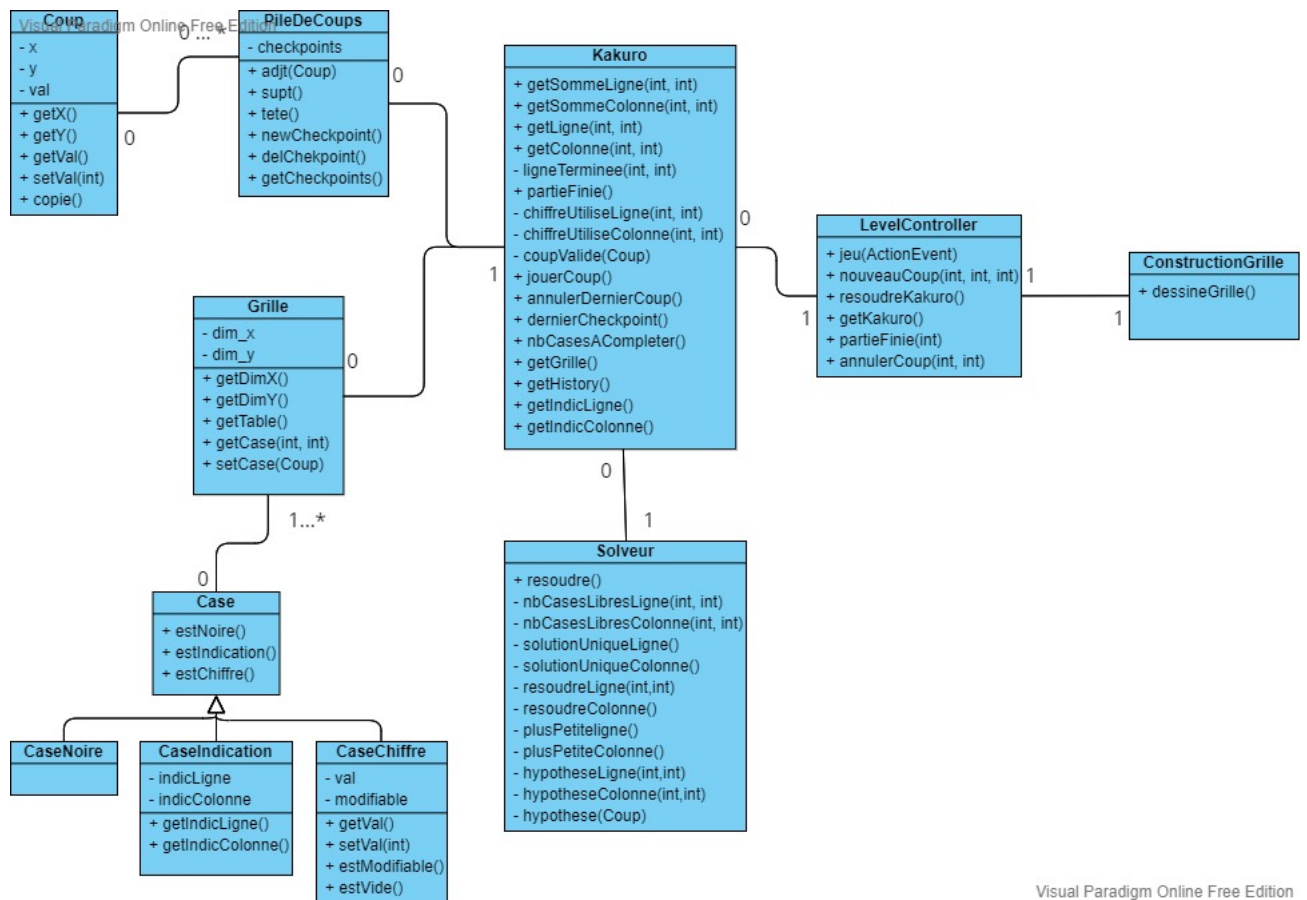 Visual Paradigm Online Free Edition
Coup
- x
- y
- val
+ getX()
+ getY()
+ getVal()
+ setVal(int)
+ copie()
0...*
0
PileDeCoups
- checkpoints
+ adjt(Coup)
+ supt()
+ tete()
+ newCheckpoint()
+ delChekpoint()
+ getCheckpoints()
0
Kakuro
+ getSommeLigne(int, int)
+ getSommeColonne(int, int)
+ getLigne(int, int)
+ getColonne(int, int)
- ligneTerminee(int, int)
+ partieFinie()
- chiffreUtiliseLigne(int, int)
- chiffreUtiliseColonne(int, int)
- coupValide(Coup)
+ jouerCoup()
+ annulerDernierCoup()
+ dernierCheckpoint()
+ nbCasesACompleter()
+ getGrille()
+ getHistory()
+ getIndicLigne()
+ getIndicColonne()
1
0
1
LevelController
+ jeu(ActionEvent)
+ nouveauCoup(int, int, int)
+ resoudreKakuro()
+ getKakuro()
+ partieFinie(int)
+ annulerCoup(int, int)
1
1
ConstructionGrille
+ dessineGrille()
Grille
- dim_x
- dim_y
+ getDimX()
+ getDimY()
+ getTable()
+ getCase(int, int)
+ setCase(Coup)
0
1...*
0
0
1
Solveur
+ resoudre()
- nbCasesLibresLigne(int, int)
- nbCasesLibresColonne(int, int)
- solutionUniqueLigne()
- solutionUniqueColonne()
- resoudreLigne(int,int)
- resoudreColonne()
- plusPetiteligne()
- plusPetiteColonne()
- hypotheseLigne(int,int)
- hypotheseColonne(int,int)
- hypothese(Coup)
Case
+ estNoire()
+ estIndication()
+ estChiffre()
CaseNoire
CaseIndication
- indicLigne
- indicColonne
+ getIndicLigne()
+ getIndicColonne()
CaseChiffre
- val
- modifiable
+ getVal()
+ setVal(int)
+ estModifiable()
+ estVide()
Visual Paradigm Online Free Edition